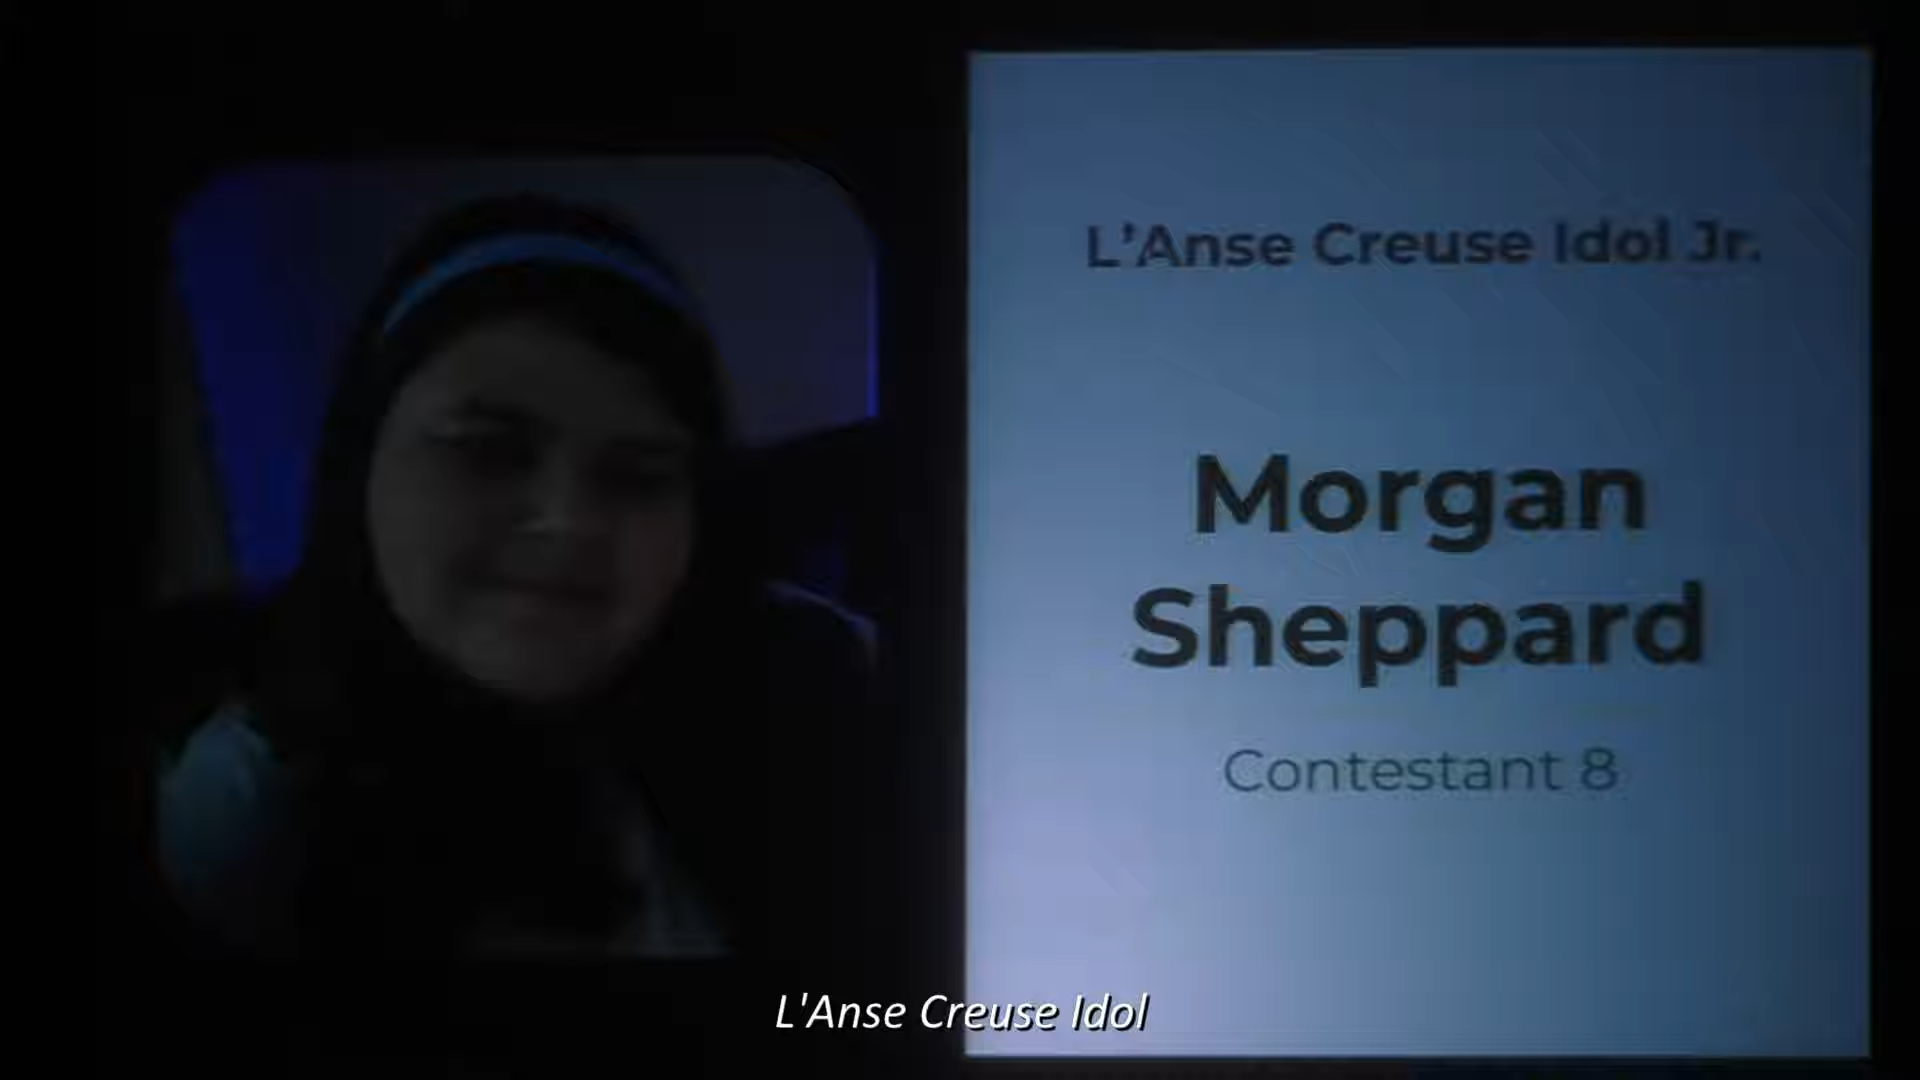 L'Anse Creuse Idol Jr.
Morgan
Sheppard
Contestant 8
L'Anse Creuse Idol